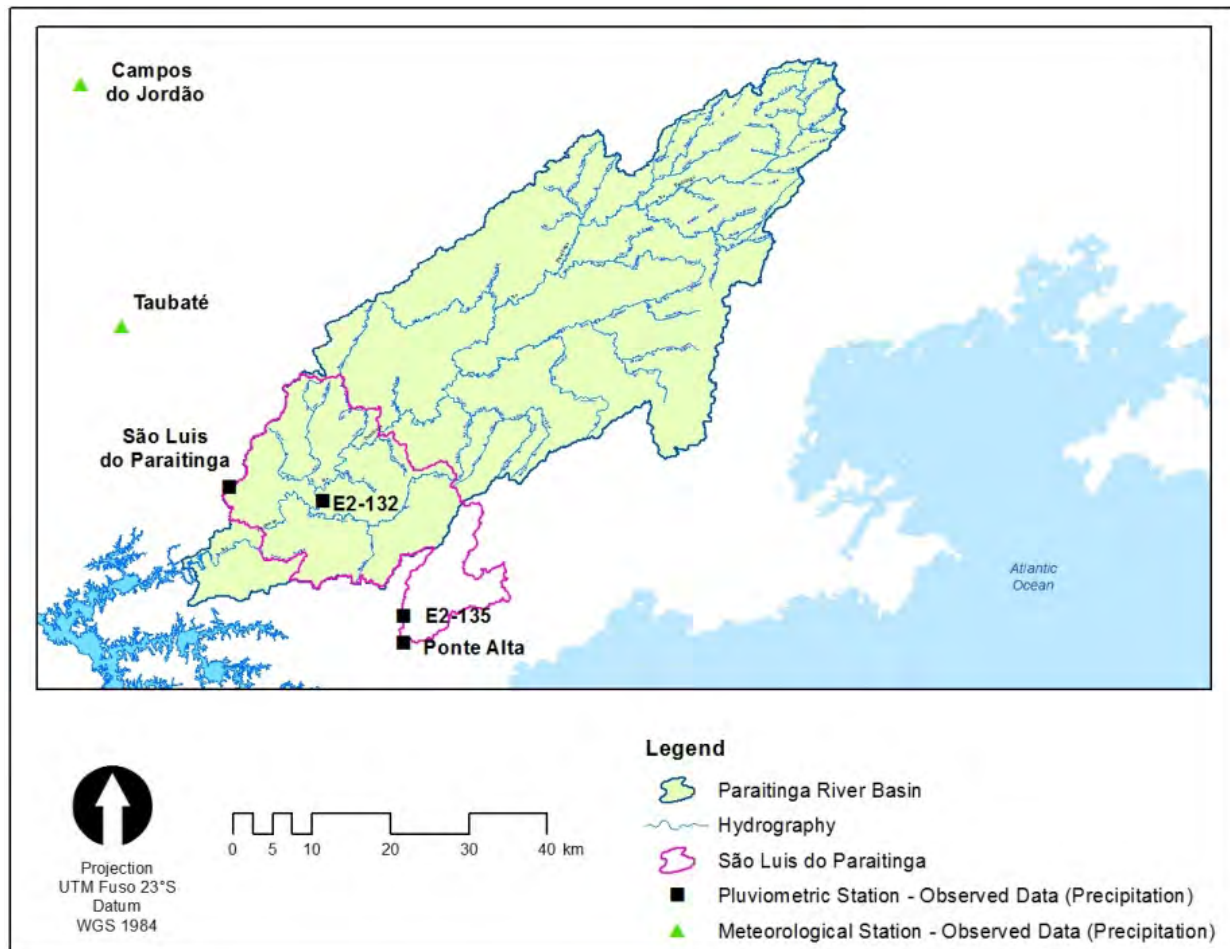 Campos
do Jordão
Taubaté
São Luis
do Paraitinga
E2-132
E2-135
Ponte Alta
Atlantic
Ocean
Projection
UTM Fuso 23°S
Datum
WGS 1984
0 5 10 20 30 40 km
Legend
Paraitinga River Basin
Hydrography
São Luis do Paraitinga
Pluviometric Station - Observed Data (Precipitation)
Meteorological Station - Observed Data (Precipitation)